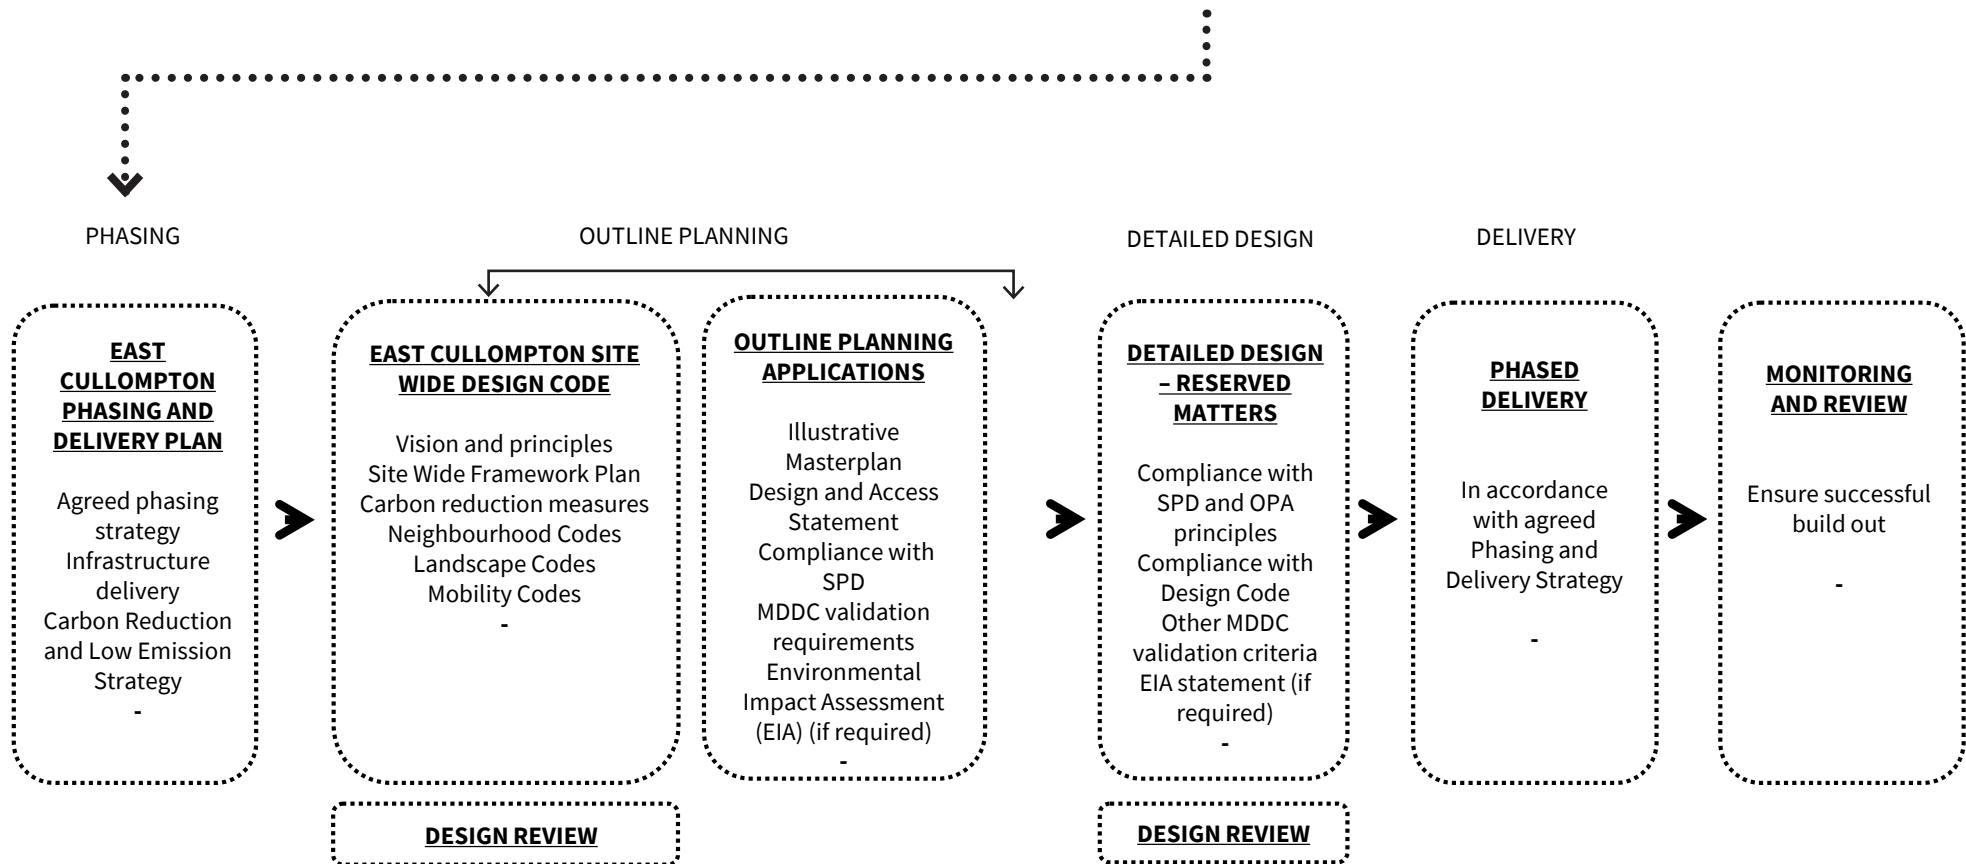 PHASING
OUTLINE PLANNING
DETAILED DESIGN
DELIVERY
EAST
CULLOMPTON
PHASING AND
DELIVERY PLAN
Agreed phasing
strategy
Infrastructure
delivery
Carbon Reduction
and Low Emission
Strategy
-
EAST CULLOMPTON SITE
WIDE DESIGN CODE
Vision and principles
Site Wide Framework Plan
Carbon reduction measures
Neighbourhood Codes
Landscape Codes
Mobility Codes
-
DESIGN REVIEW
OUTLINE PLANNING
APPLICATIONS
Illustrative
Masterplan
Design and Access
Statement
Compliance with
SPD
MDDC validation
requirements
Environmental
Impact Assessment
(EIA) (if required)
-
DETAILED DESIGN
– RESERVED
MATTERS
Compliance with
SPD and OPA
principles
Compliance with
Design Code
Other MDDC
validation criteria
EIA statement (if
required)
-
DESIGN REVIEW
PHASED
DELIVERY
In accordance
with agreed
Phasing and
Delivery Strategy
-
MONITORING
AND REVIEW
Ensure successful
build out
-